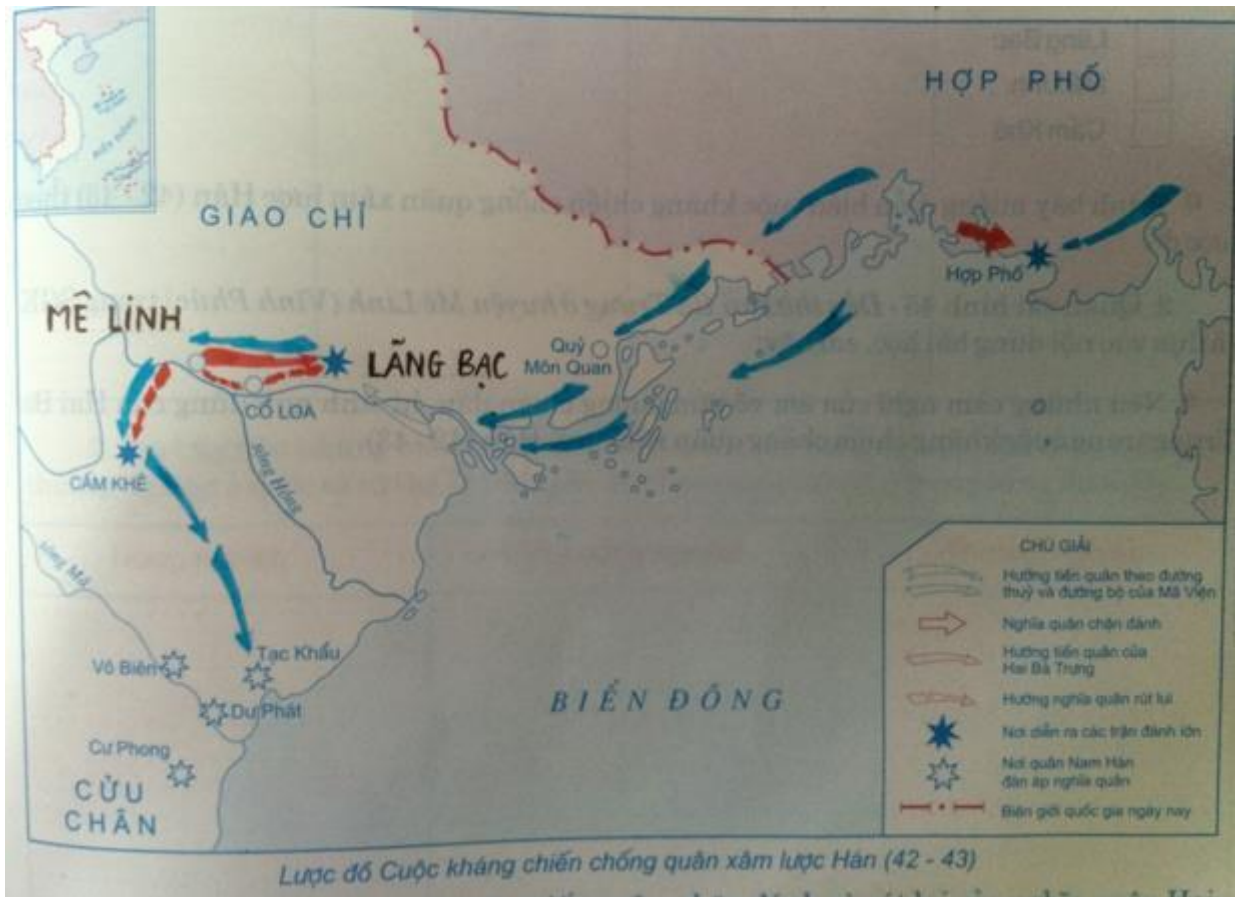 HỢP PHỐ
GIAO CHỈ
MÊ LINH
Hợp Phố
Quỷ
Môn Quan
LÃNG BẠC
CỔ LOA
CẤM KHÊ
sông Hồng
sông Mã
Tạc Khẩu
Vô Biên
Dư Phát
BIỂN ĐÔNG
Cư Phong
CỬU
CHÂN
CHÚ GIẢI
Hướng tiến quân theo đường
thuỷ và đường bộ của Mã Viện
Nghĩa quân chặn đánh
Hướng tiến quân của
Hai Bà Trưng
Hướng nghĩa quân rút lui
Nơi diễn ra các trận đánh lớn
Nơi quân Nam Hán
đàn áp nghĩa quân
Biên giới quốc gia ngày nay
Lược đồ Cuộc kháng chiến chống quân xâm lược Hán (42 - 43)